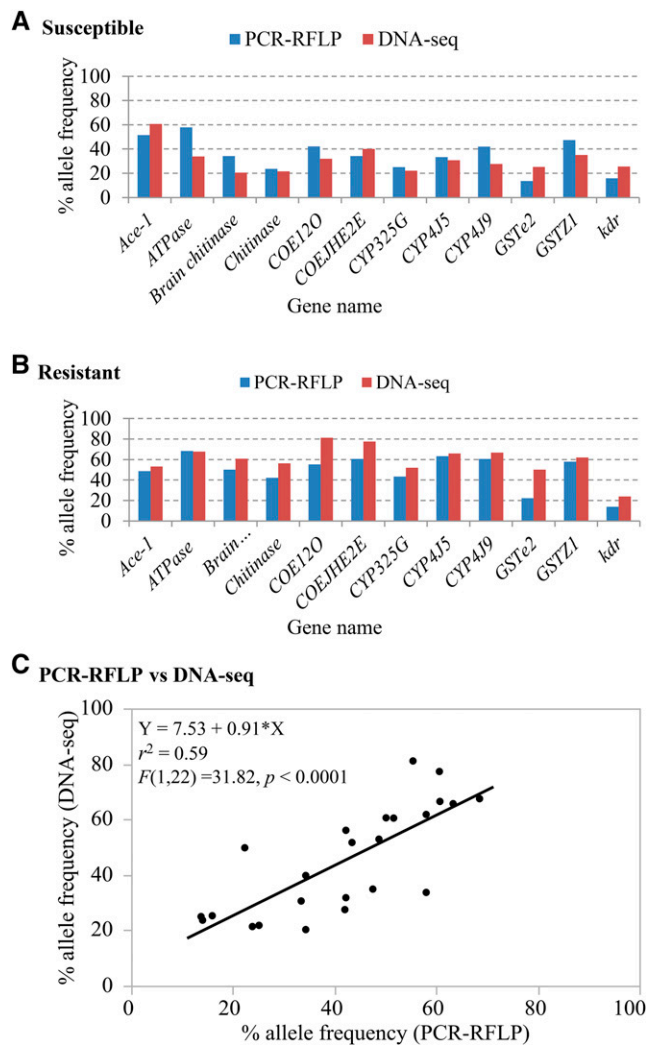 A Susceptible
PCR-RFLP DNA-seq
% allele frequency
100
80
60
40
20
0
Ace-1
ATPase
Brain chitinase
Chitinase
COE12O
COEJHE2E
CYP325G
CYP4J5
CYP4J9
GSTe2
GSTZ1
kdr
Gene name
B Resistant
PCR-RFLP DNA-seq
% allele frequency
100
80
60
40
20
0
Ace-1
ATPase
Brain...
Chitinase
COE12O
COEJHE2E
CYP325G
CYP4J5
CYP4J9
GSTe2
GSTZ1
kdr
Gene name
C PCR-RFLP vs DNA-seq
% allele frequency (DNA-seq)
100
80
60
40
20
0
Y = 7.53 + 0.91*X
r² = 0.59
F(1,22) =31.82, p < 0.0001
0 20 40 60 80 100
% allele frequency (PCR-RFLP)